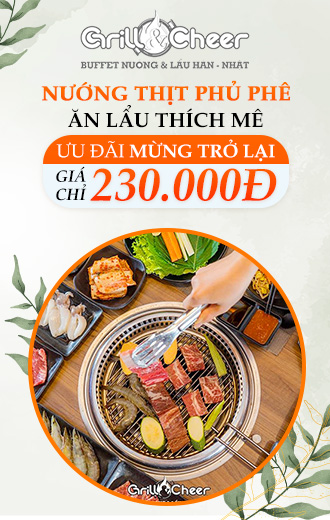 Grill&Cheer
BUFFET NƯỚNG & LẨU HÀN - NHẬT
NƯỚNG THỊT PHỦ PHÊ
ĂN LẨU THÍCH MÊ
ƯU ĐÃI MỪNG TRỞ LẠI
GIÁ CHỈ 230.000Đ
Grill&Cheer